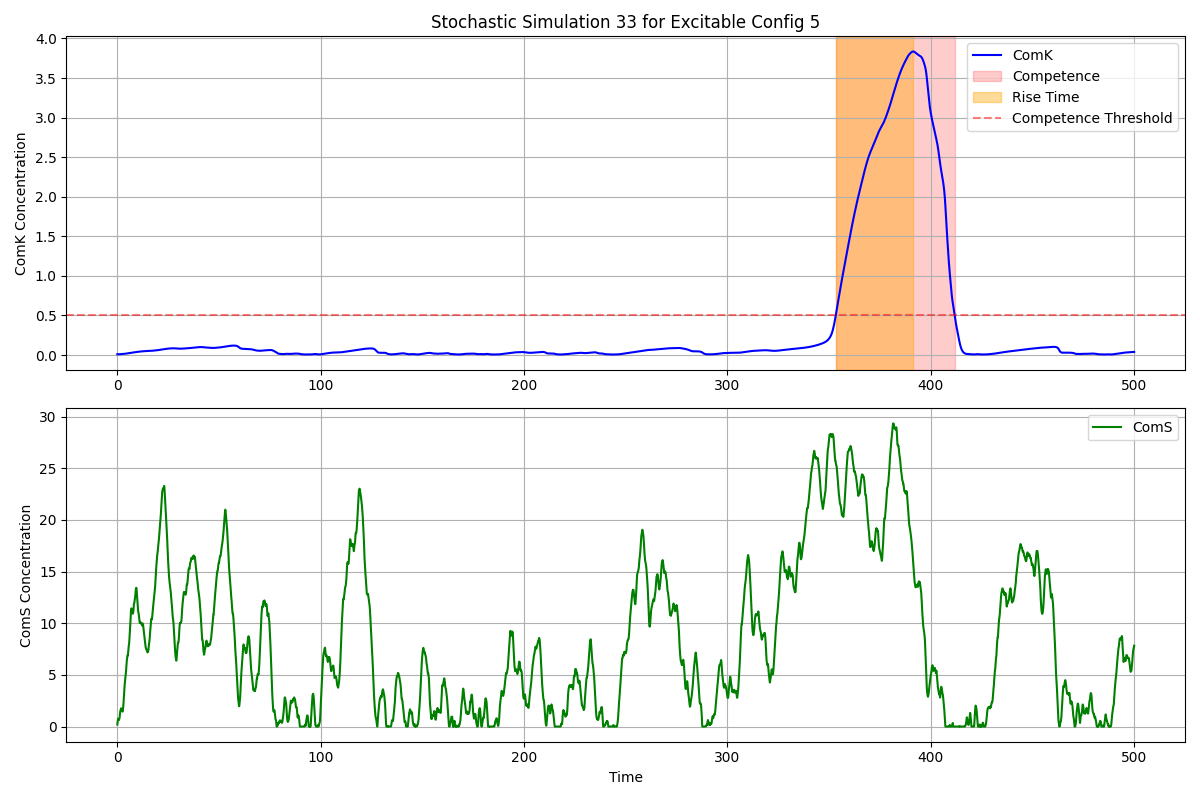 Stochastic Simulation 33 for Excitable Config 5
ComK Concentration
4.0
3.5
3.0
2.5
2.0
1.5
1.0
0.5
0.0
ComK
Competence
Rise Time
Competence Threshold
0 100 200 300 400 500
ComS Concentration
30
25
20
15
10
5
0
ComS
0 100 200 300 400 500
Time